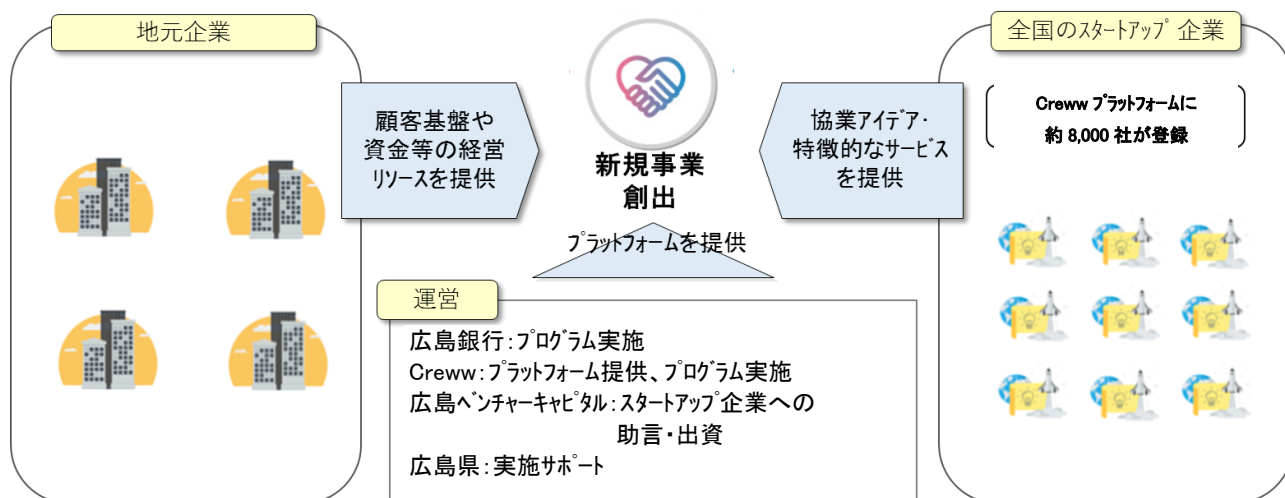 地元企業
顧客基盤や
資金等の経営
リソースを提供
新規事業
創出
プラットフォームを提供
協業アイデア・
特徴的なサービス
を提供
全国のスタートアップ 企業
Creww プラットフォームに
約 8,000 社が登録
運営
広島銀行：プログラム実施
Creww：プラットフォーム提供、プログラム実施
広島ベンチャーキャピタル：スタートアップ企業への
助言・出資
広島県：実施サポート